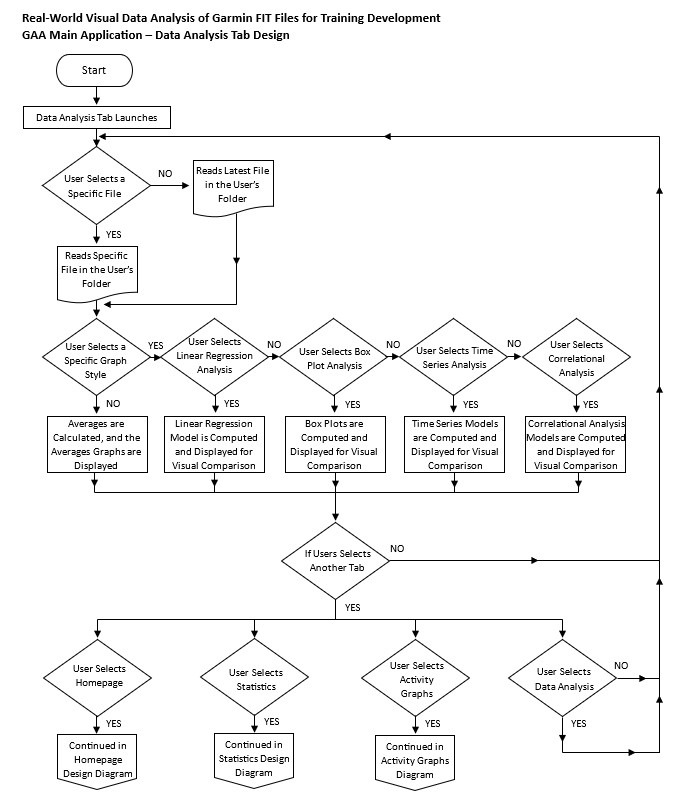 Real-World Visual Data Analysis of Garmin FIT Files for Training Development
GAA Main Application – Data Analysis Tab Design
Start
Data Analysis Tab Launches
User Selects a
Specific File
NO
Reads Latest File
in the User's
Folder
YES
Reads Specific
File in the User's
Folder
User Selects a
Specific Graph
Style
YES
User Selects
Linear Regression
Analysis
NO
User Selects Box
Plot Analysis
NO
User Selects Time
Series Analysis
NO
User Selects
Correlational
Analysis
NO
YES
YES
YES
YES
Averages are
Calculated, and the
Averages Graphs are
Displayed
Linear Regression
Model is Computed
and Displayed for
Visual Comparison
Box Plots are
Computed and
Displayed for Visual
Comparison
Time Series Models
are Computed and
Displayed for Visual
Comparison
Correlational Analysis
Models are Computed
and Displayed for
Visual Comparison
If Users Selects
Another Tab
NO
YES
User Selects
Homepage
User Selects
Statistics
User Selects
Activity
Graphs
User Selects
Data Analysis
NO
YES
YES
YES
YES
Continued in
Homepage
Design Diagram
Continued in
Statistics Design
Diagram
Continued in
Activity Graphs
Diagram